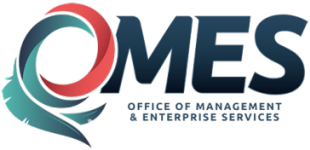 OMES
OFFICE OF MANAGEMENT
& ENTERPRISE SERVICES